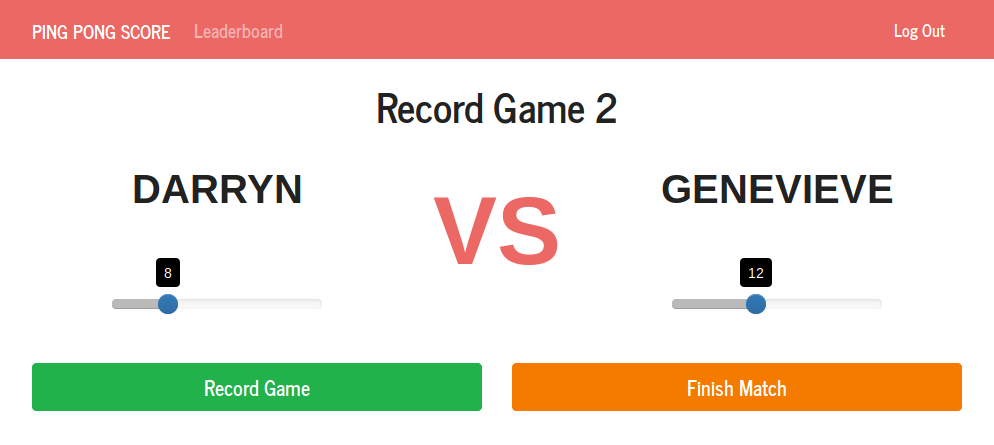 PING PONG SCORE Leaderboard Log Out
Record Game 2
DARRYN
VS
GENEVIEVE
8
12
Record Game
Finish Match